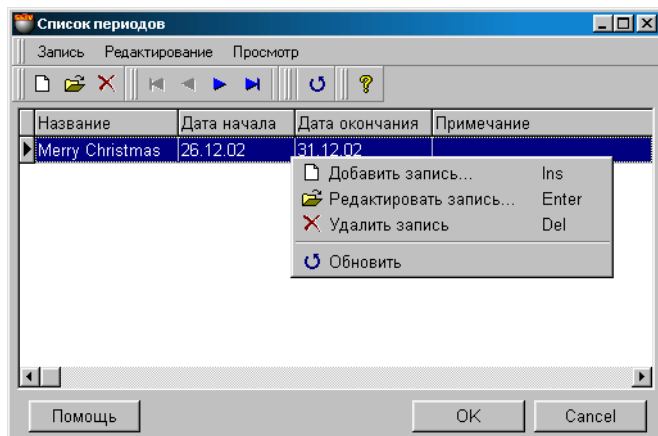 Список периодов
Запись Редактирование Просмотр
Название Дата начала Дата окончания Примечание
Merry Christmas 26.12.02 31.12.02
Добавить запись... Ins
Редактировать запись... Enter
Удалить запись Del
Обновить
Помощь OK Cancel